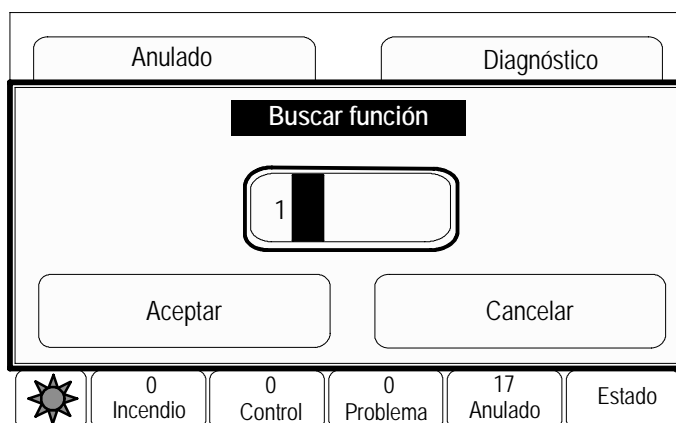 Anulado Diagnóstico
Buscar función
1
Aceptar Cancelar
0 0 0 17
Incendio Control Problema Anulado Estado